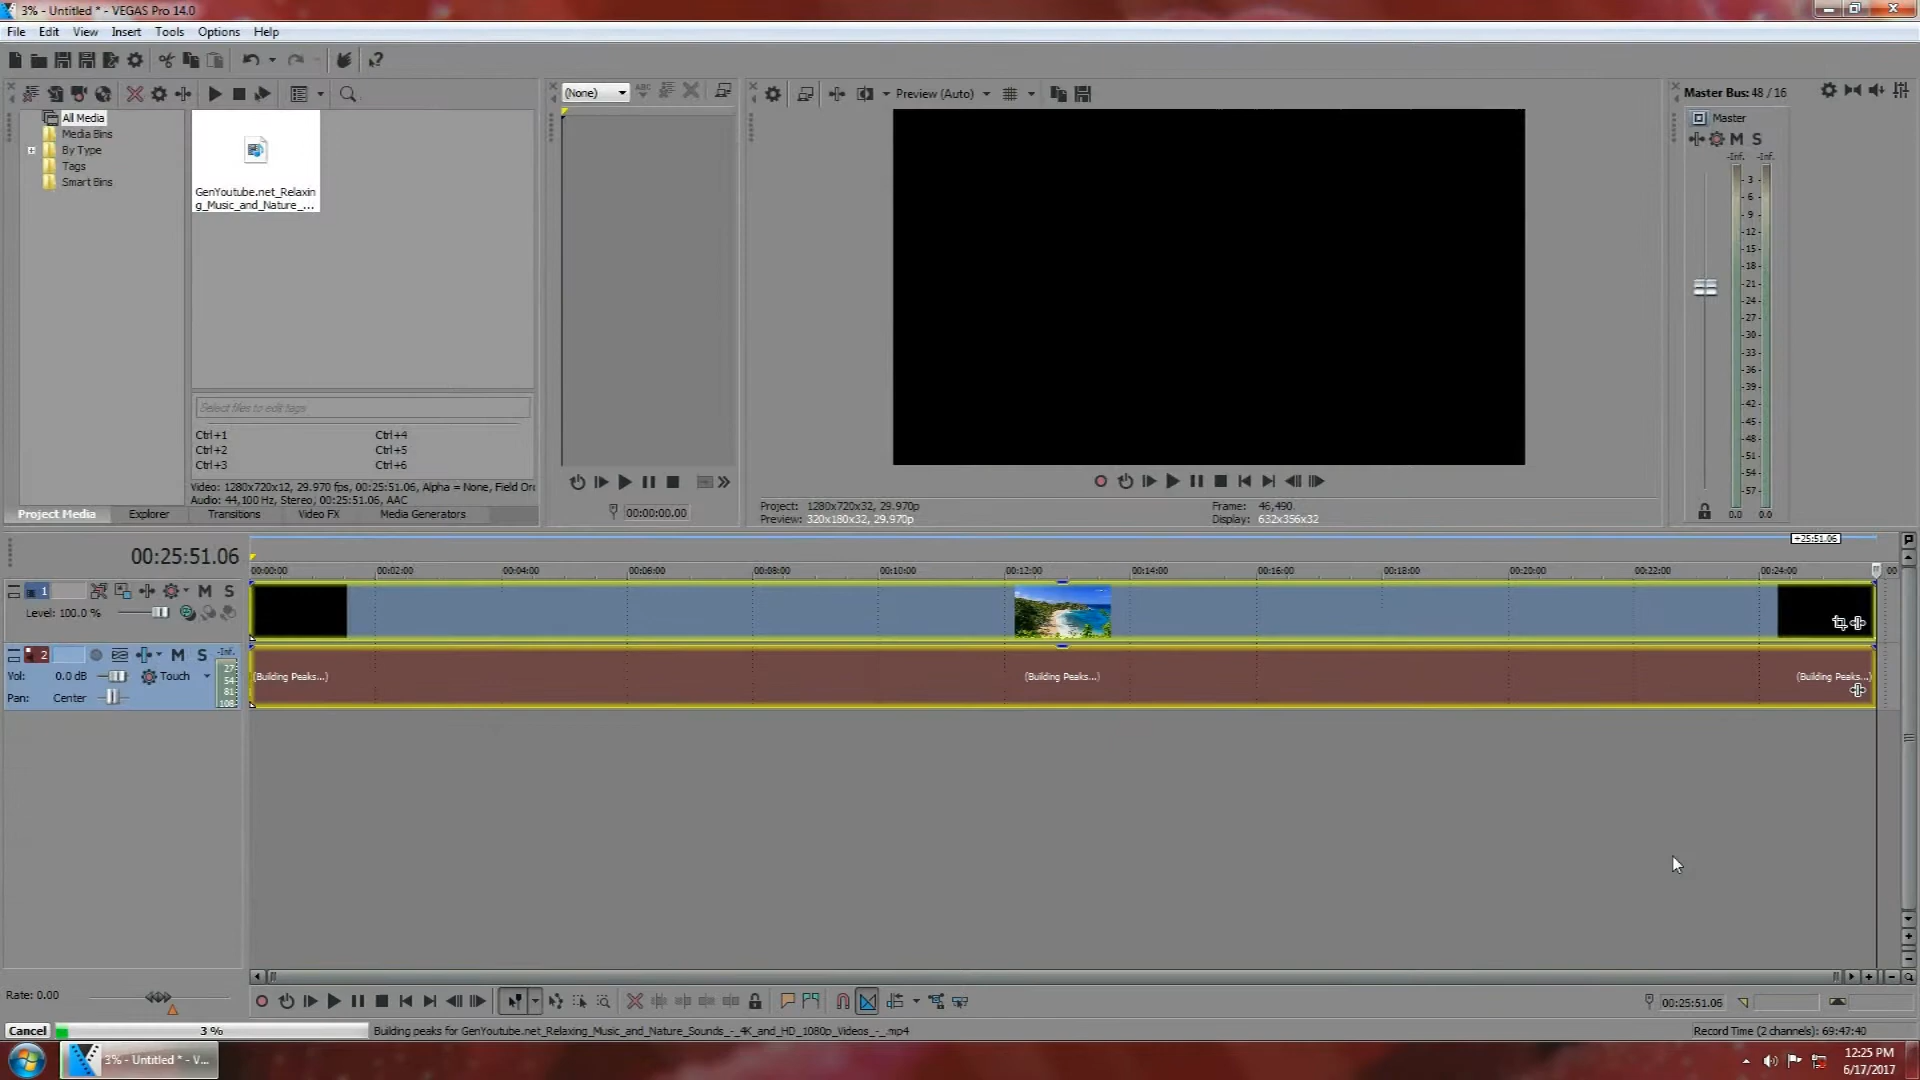 3% - Untitled * - VEGAS Pro 14.0
File Edit View Insert Tools Options Help
(None)
Preview (Auto)
Master Bus: 48 / 16
All Media
Media Bins
By Type
Tags
Smart Bins
GenYoutube.net_Relaxin
g_Music_and_Nature_...
Master
M S
-Inf. -Inf.
- 3 -
- 6 -
- 9 -
-12-
-15-
-18-
-21-
-24-
-27-
-30-
-33-
-36-
-39-
-42-
-45-
-48-
-51-
-54-
-57-
0.0 0.0
Select files to edit tags
Ctrl+1 Ctrl+4
Ctrl+2 Ctrl+5
Ctrl+3 Ctrl+6
Video: 1280x720x12, 29.970 fps, 00:25:51.06, Alpha = None, Field Orc
Audio: 44,100 Hz, Stereo, 00:25:51.06, AAC
Project Media Explorer Transitions Video FX Media Generators
00:00:00.00
Project: 1280x720x32, 29.970p
Preview: 320x180x32, 29.970p
Frame: 46,490
Display: 632x356x32
+25:51.06
00:25:51.06
00:00:00 00:02:00 00:04:00 00:06:00 00:08:00 00:10:00 00:12:00 00:14:00 00:16:00 00:18:00 00:20:00 00:22:00 00:24:00 00
1 M S
Level: 100.0 %
2 M S -Inf.
Vol: 0.0 dB Touch
Pan: Center
27
54
81
108
(Building Peaks...) (Building Peaks...) (Building Peaks...)
Rate: 0.00
00:25:51.06
Cancel 3 % Building peaks for GenYoutube.net_Relaxing_Music_and_Nature_Sounds_-_4K_and_HD_1080p_Videos_-_.mp4
Record Time (2 channels): 69:47:40
3% - Untitled * - V...
12:25 PM
6/17/2017